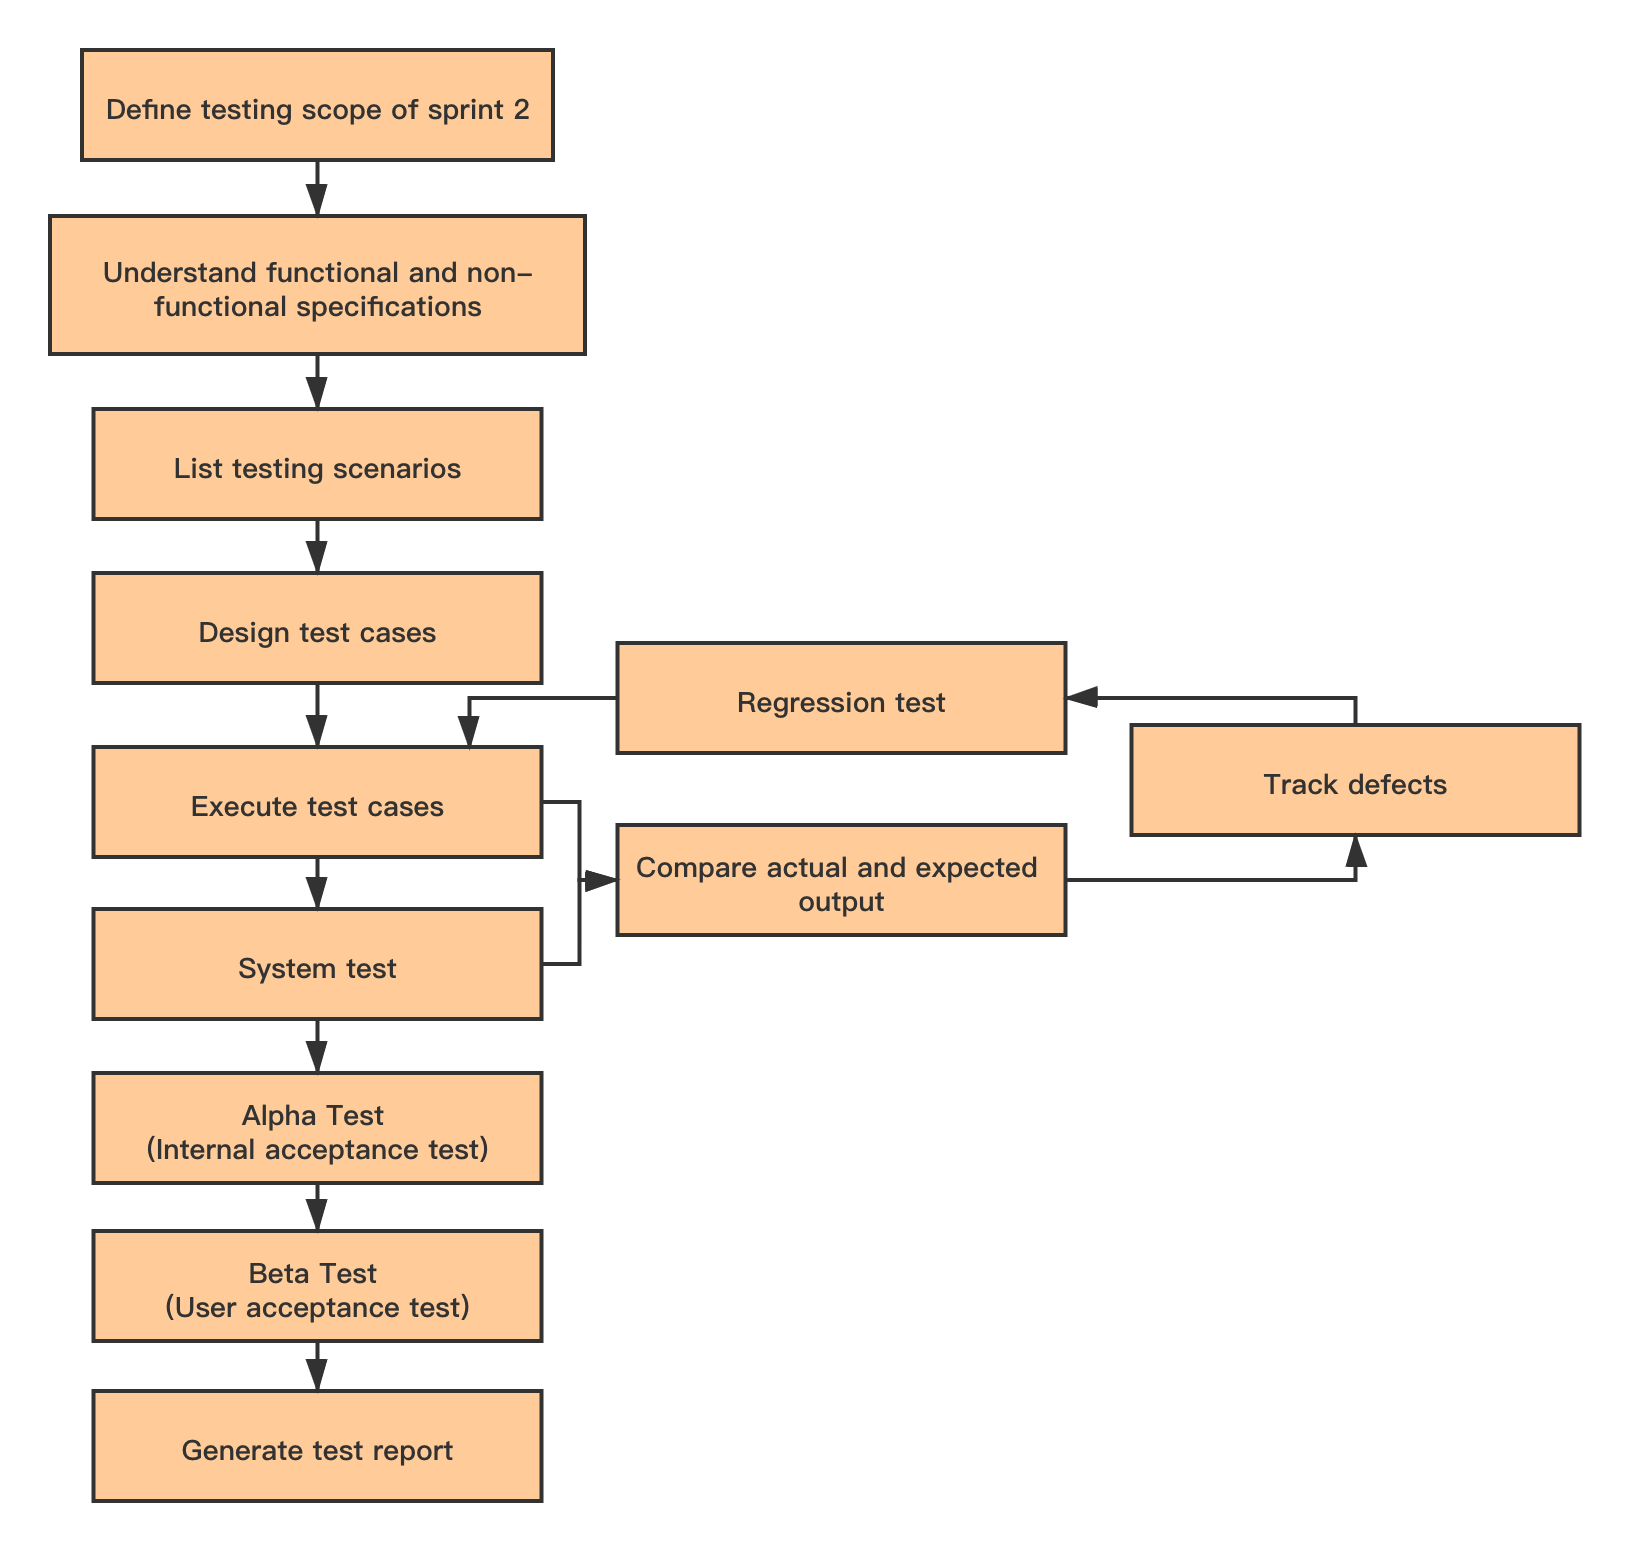 Define testing scope of sprint 2
Understand functional and non-
functional specifications
List testing scenarios
Design test cases
Regression test
Track defects
Execute test cases
Compare actual and expected
output
System test
Alpha Test
(Internal acceptance test)
Beta Test
(User acceptance test)
Generate test report